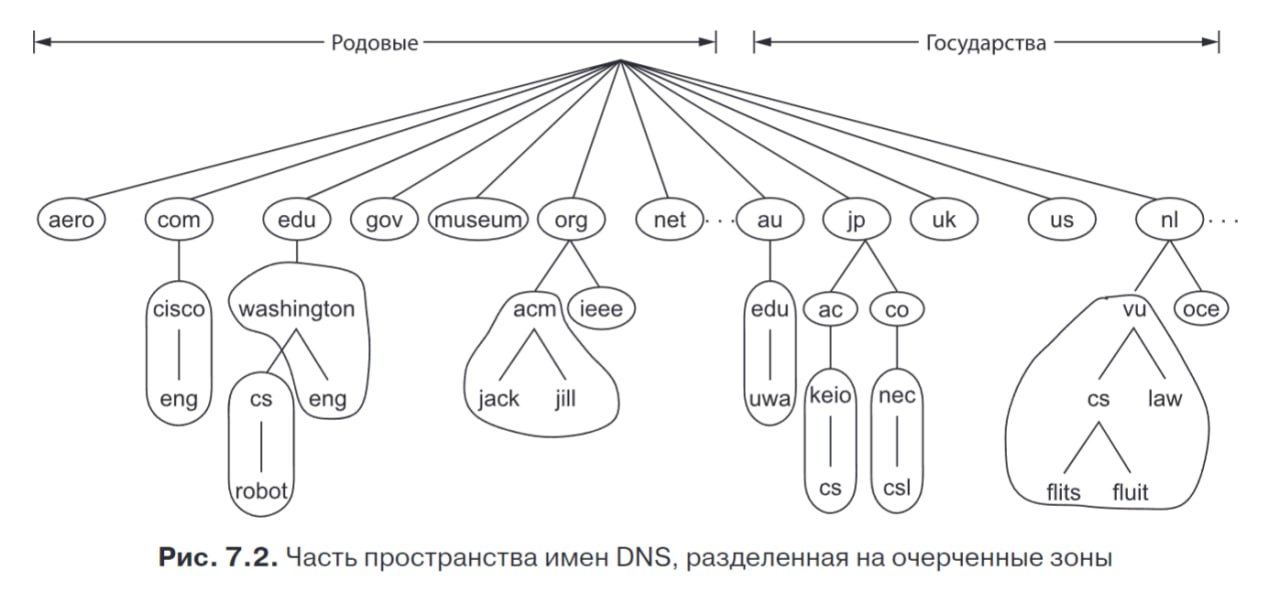 Родовые Государства
aero com edu gov museum org net ... au jp uk us nl ...
cisco washington acm ieee edu ac co vu oce
eng cs eng jack jill uwa keio nec cs law
robot cs csl flits fluit
Рис. 7.2. Часть пространства имен DNS, разделенная на очерченные зоны